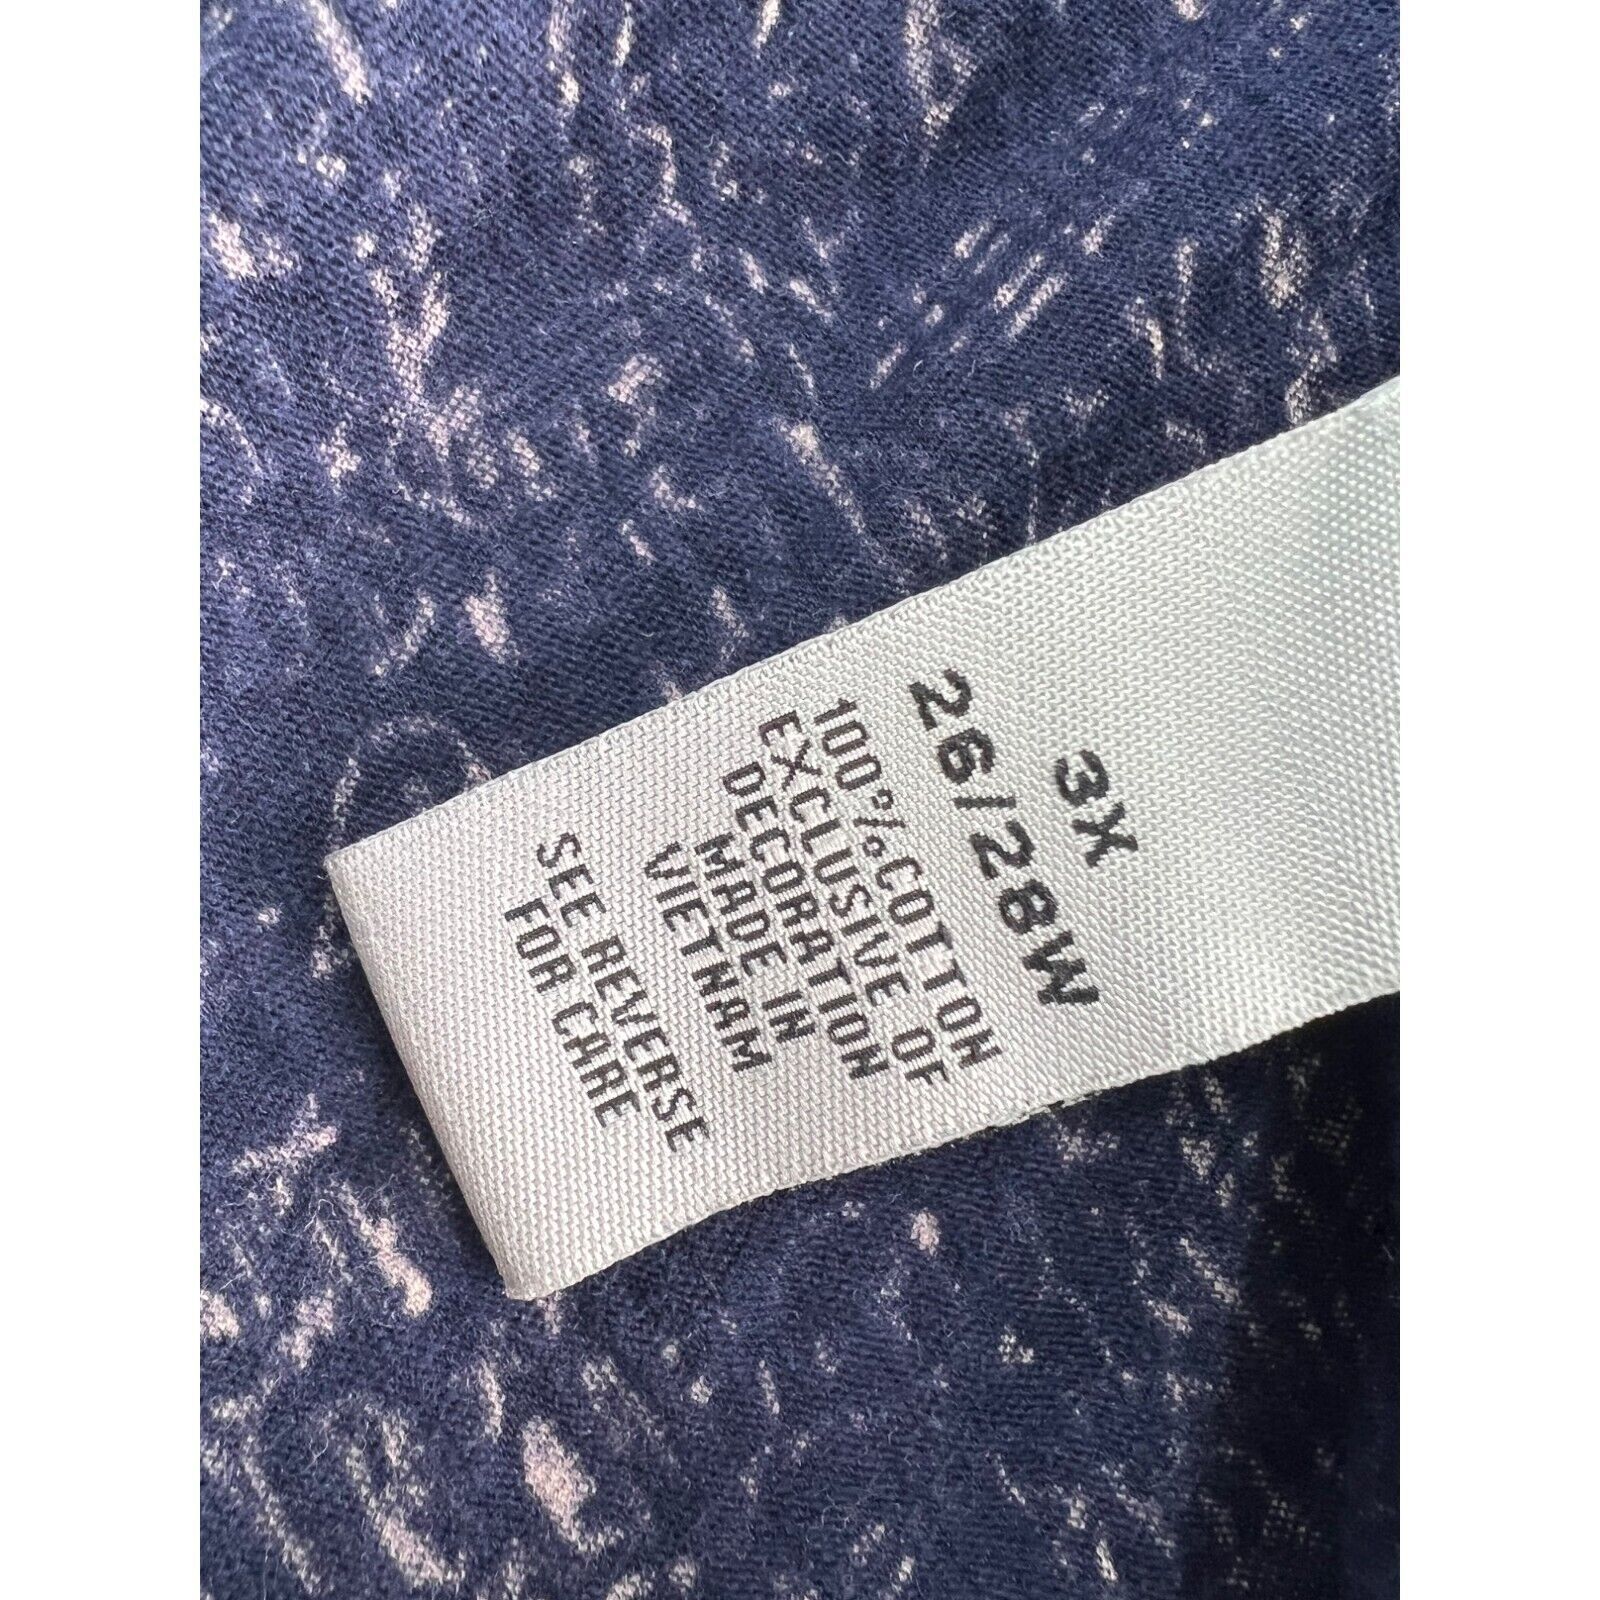 3X
26/28W
100% COTTON
EXCLUSIVE OF
DECORATION
MADE IN
VIETNAM
SEE REVERSE
FOR CARE